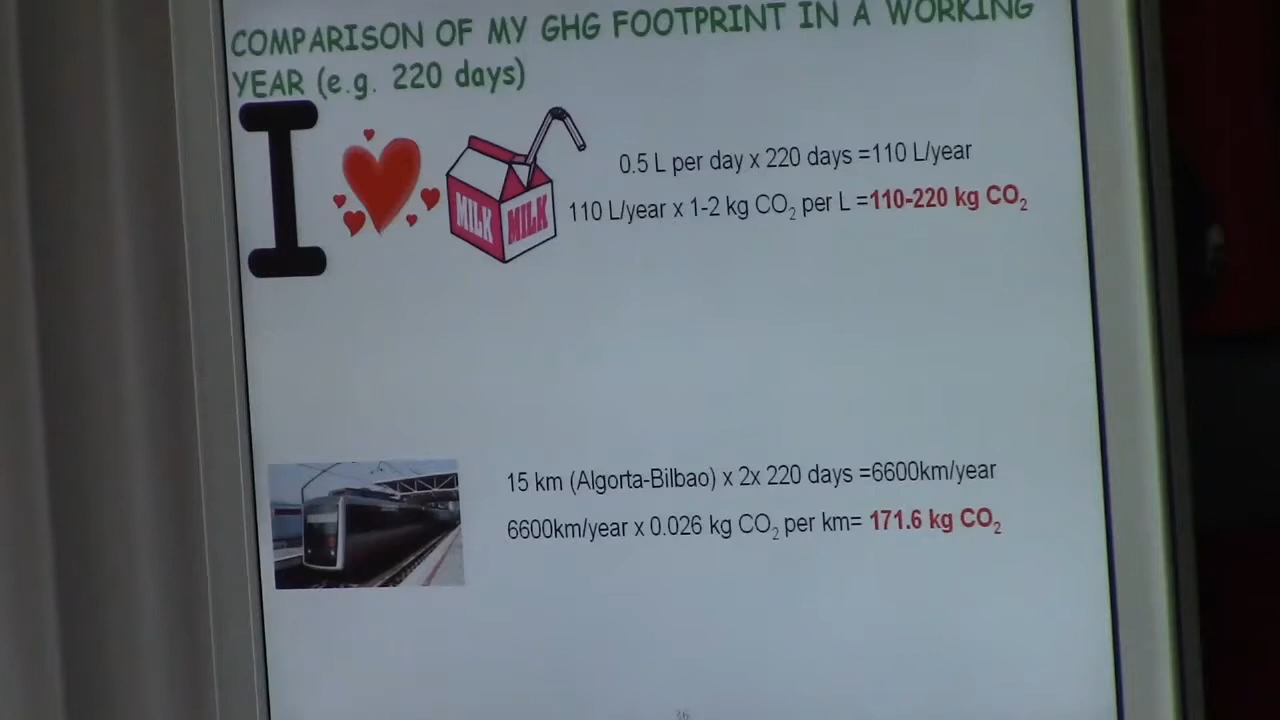 COMPARISON OF MY GHG FOOTPRINT IN A WORKING
YEAR (e.g. 220 days)
I
MILK MILK
0.5 L per day x 220 days =110 L/year
110 L/year x 1-2 kg CO₂ per L =110-220 kg CO₂
15 km (Algorta-Bilbao) x 2x 220 days =6600km/year
6600km/year x 0.026 kg CO₂ per km= 171.6 kg CO₂